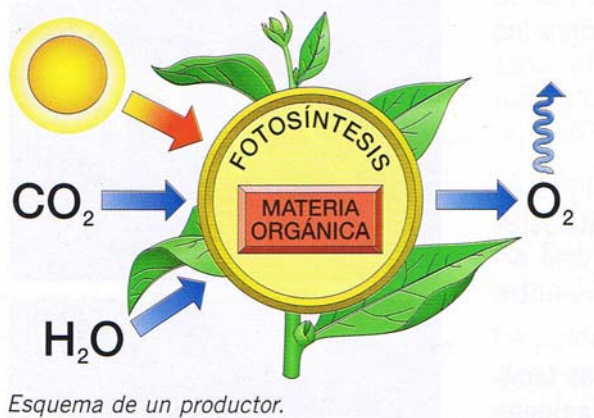 FOTOSÍNTESIS
CO₂
MATERIA
ORGÁNICA
O₂
H₂O
Esquema de un productor.